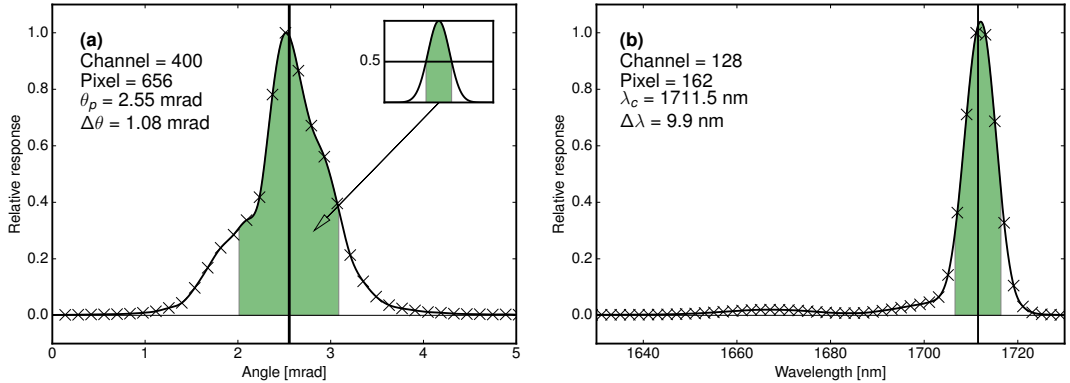 (a)
Channel = 400
Pixel = 656
θp = 2.55 mrad
Δθ = 1.08 mrad
0.5
Relative response
1.0
0.8
0.6
0.4
0.2
0.0
0 1 2 3 4 5
Angle [mrad]
(b)
Channel = 128
Pixel = 162
λc = 1711.5 nm
Δλ = 9.9 nm
Relative response
1.0
0.8
0.6
0.4
0.2
0.0
1640 1660 1680 1700 1720
Wavelength [nm]